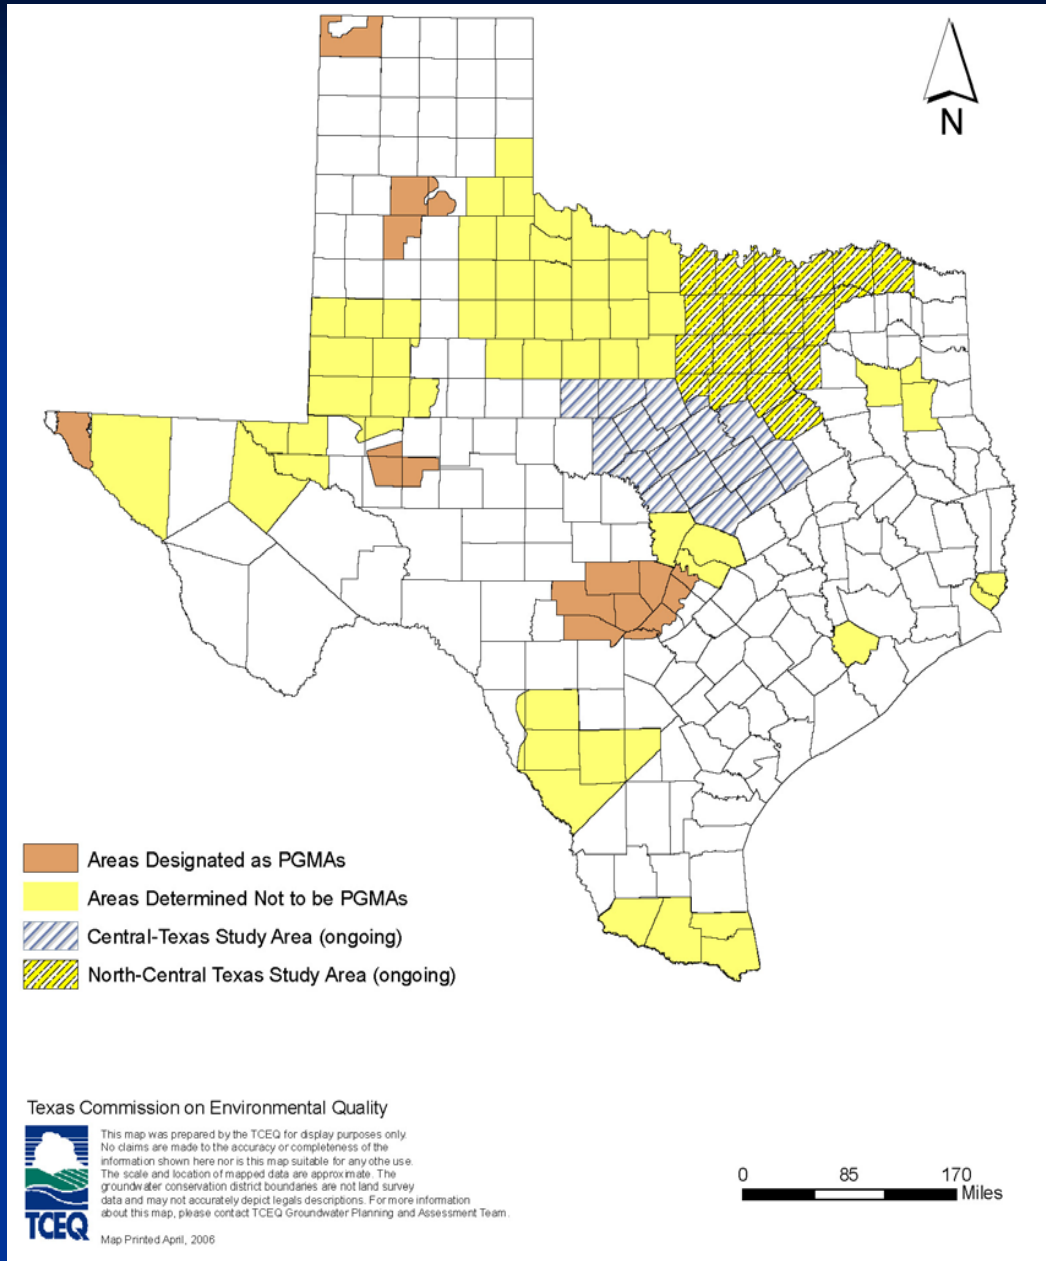 N
Areas Designated as PGMAs
Areas Determined Not to be PGMAs
Central-Texas Study Area (ongoing)
North-Central Texas Study Area (ongoing)
Texas Commission on Environmental Quality
This map was prepared by the TCEQ for display purposes only.
No claims are made to the accuracy or completeness of the
information shown here nor is this map suitable for any othe use.
The scale and location of mapped data are approximate. The
groundwater conservation district boundaries are not land survey
data and may not accurately depict legals descriptions. For more information
about this map, please contact TCEQ Groundwater Planning and Assessment Team.
Map Printed April, 2006
TCEQ
0 85 170
Miles